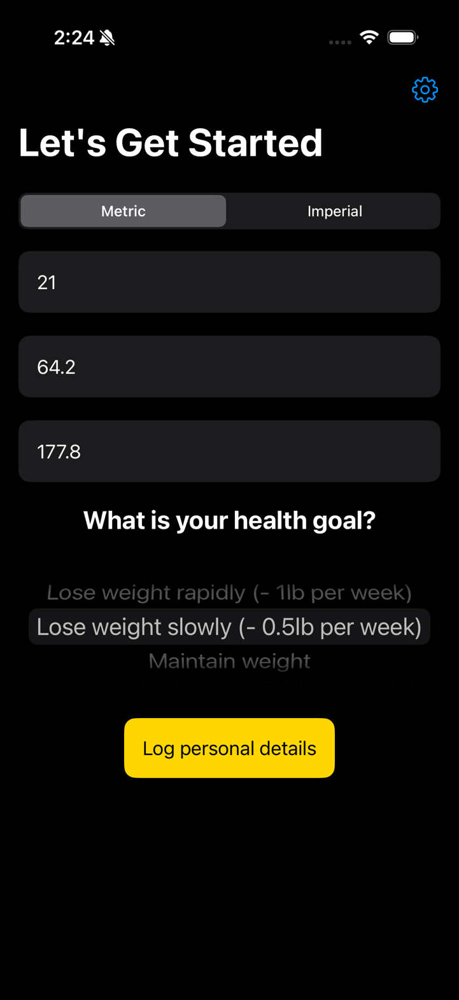 2:24
Let's Get Started
Metric Imperial
21
64.2
177.8
What is your health goal?
Lose weight rapidly (- 1lb per week)
Lose weight slowly (- 0.5lb per week)
Maintain weight
Log personal details